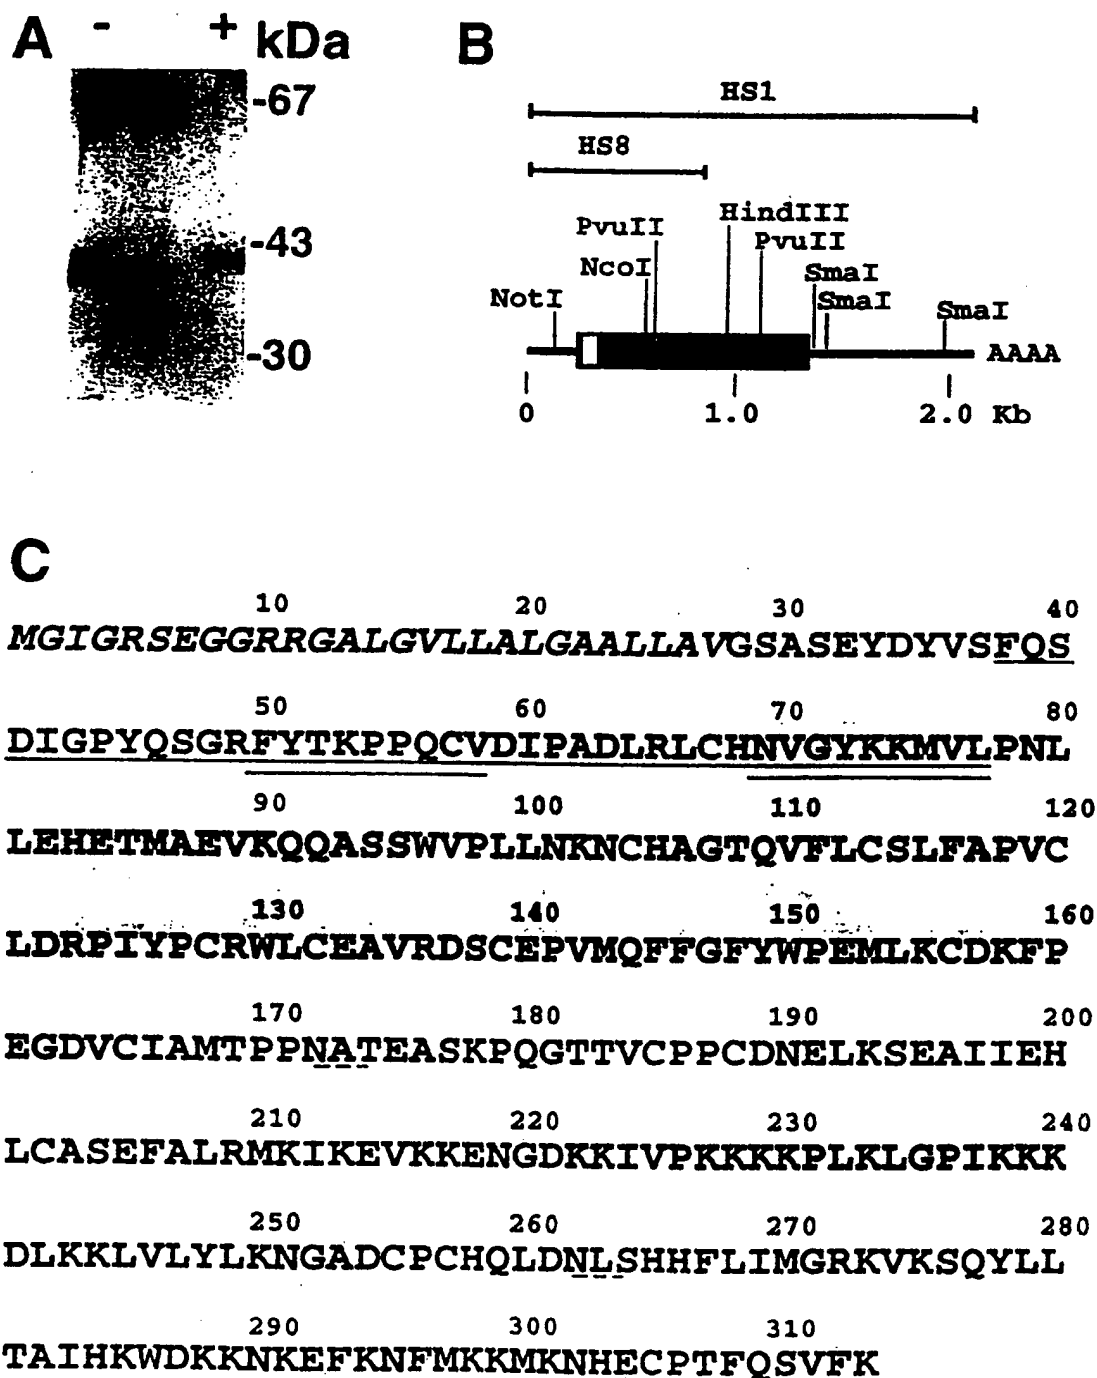 A - + kDa
-67
-43
-30
B
HS1
HS8
HindIII
PvuII
PvuII
NcoI
SmaI
SmaI
NotI
SmaI
AAAA
0 1.0 2.0 Kb
C
10 20 30 40
MGIGRSEGGRRGALGVLLALGAALLAVGSASEYDYVSFQS
50 60 70 80
DIGPYQSGRFYTKPPQCVDIPADLRLCHNVGYKKMVLPNL
90 100 110 120
LEHETMAEVKQQASSWVPLLNKNCHAGTQVFLCSLFAPVC
130 140 150 160
LDRPIYPCRWLCEAVRDSCEPVMQFFGFYWPEMLKCDKFP
170 180 190 200
EGDVCIAMTPPNATEASKPQGTTVCPPCDNELKSEAIIEH
210 220 230 240
LCASEFALRMKIKEVKKENGDKKIVPKKKKPLKLGPIKKK
250 260 270 280
DLKKLVLYLKNGADCPCHQLDNLSHHFLIMGRKVKSQYLL
290 300 310
TAIHKWDKKNKEFKNFMKKMKNHECPTFQSVFK